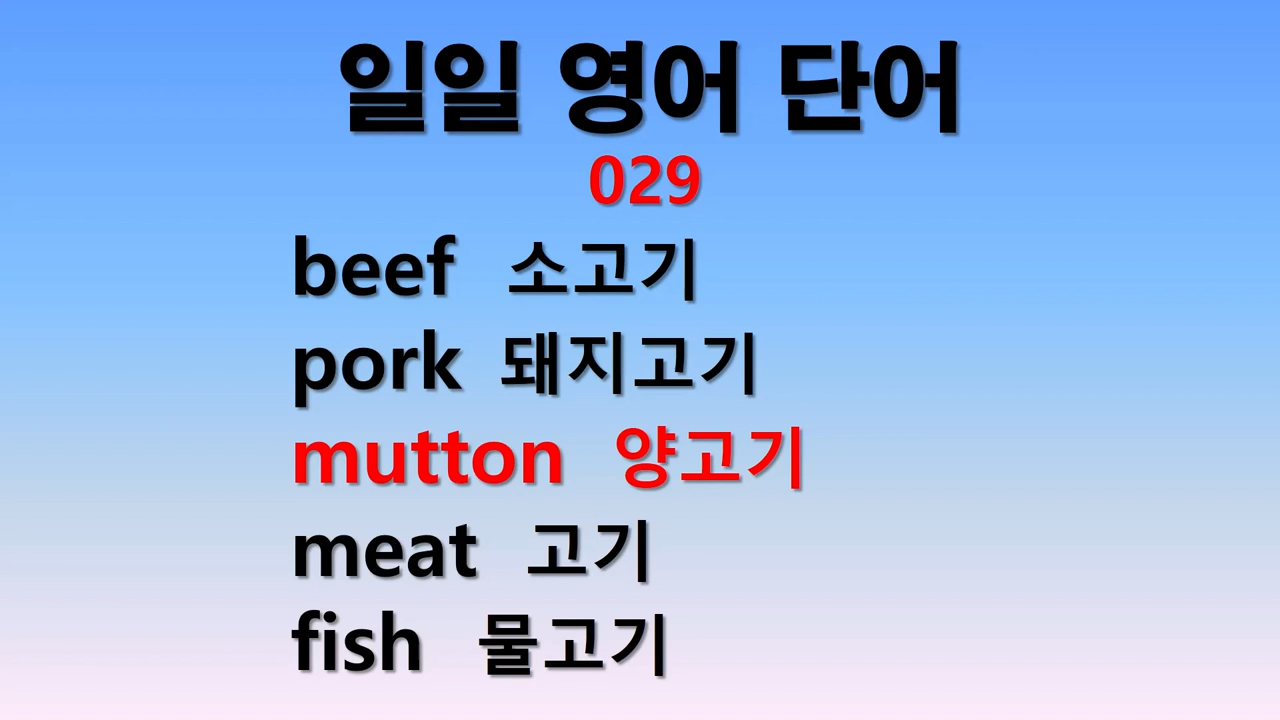 일일 영어 단어
029
beef 소고기
pork 돼지고기
mutton 양고기
meat 고기
fish 물고기